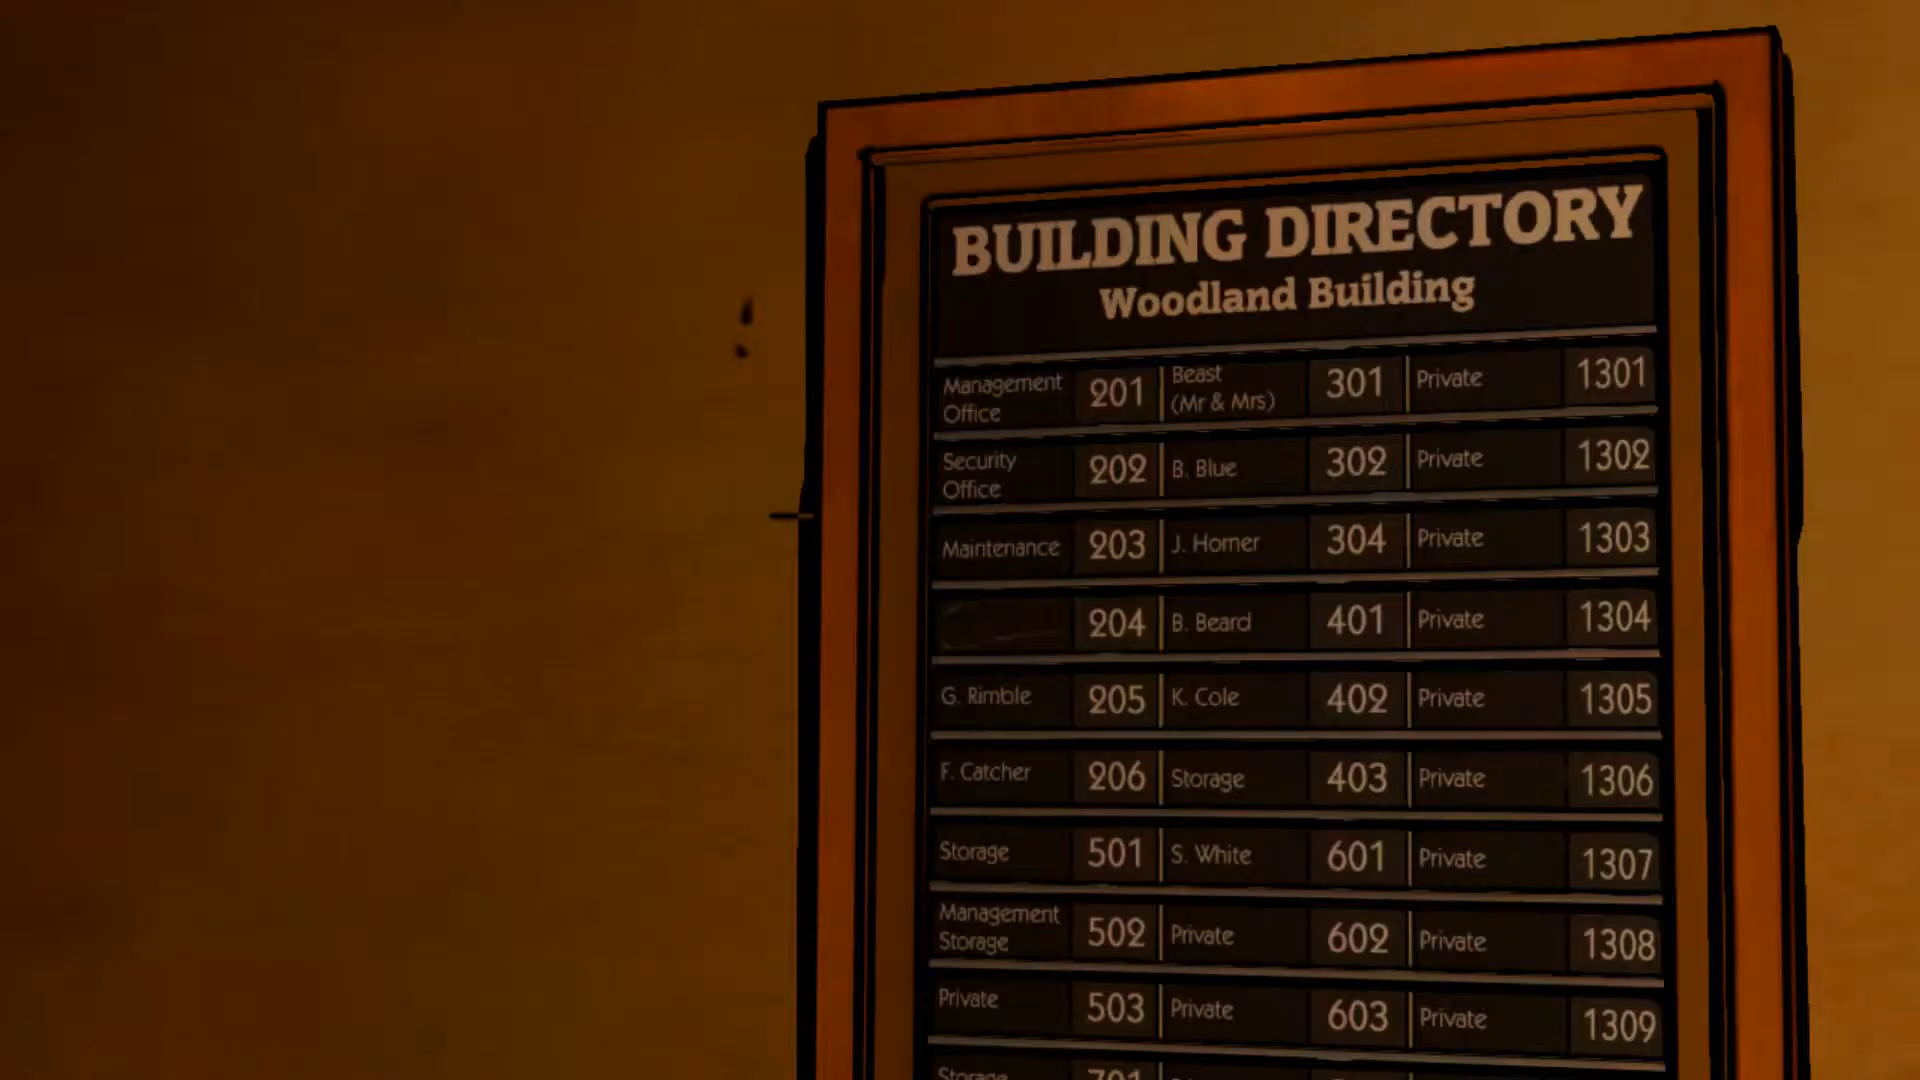 BUILDING DIRECTORY
Woodland Building
Management Office 201 Beast (Mr & Mrs) 301 Private 1301
Security Office 202 B. Blue 302 Private 1302
Maintenance 203 J. Horner 304 Private 1303
204 B. Beard 401 Private 1304
G. Rimble 205 K. Cole 402 Private 1305
F. Catcher 206 Storage 403 Private 1306
Storage 501 S. White 601 Private 1307
Management Storage 502 Private 602 Private 1308
Private 503 Private 603 Private 1309
Storage 701